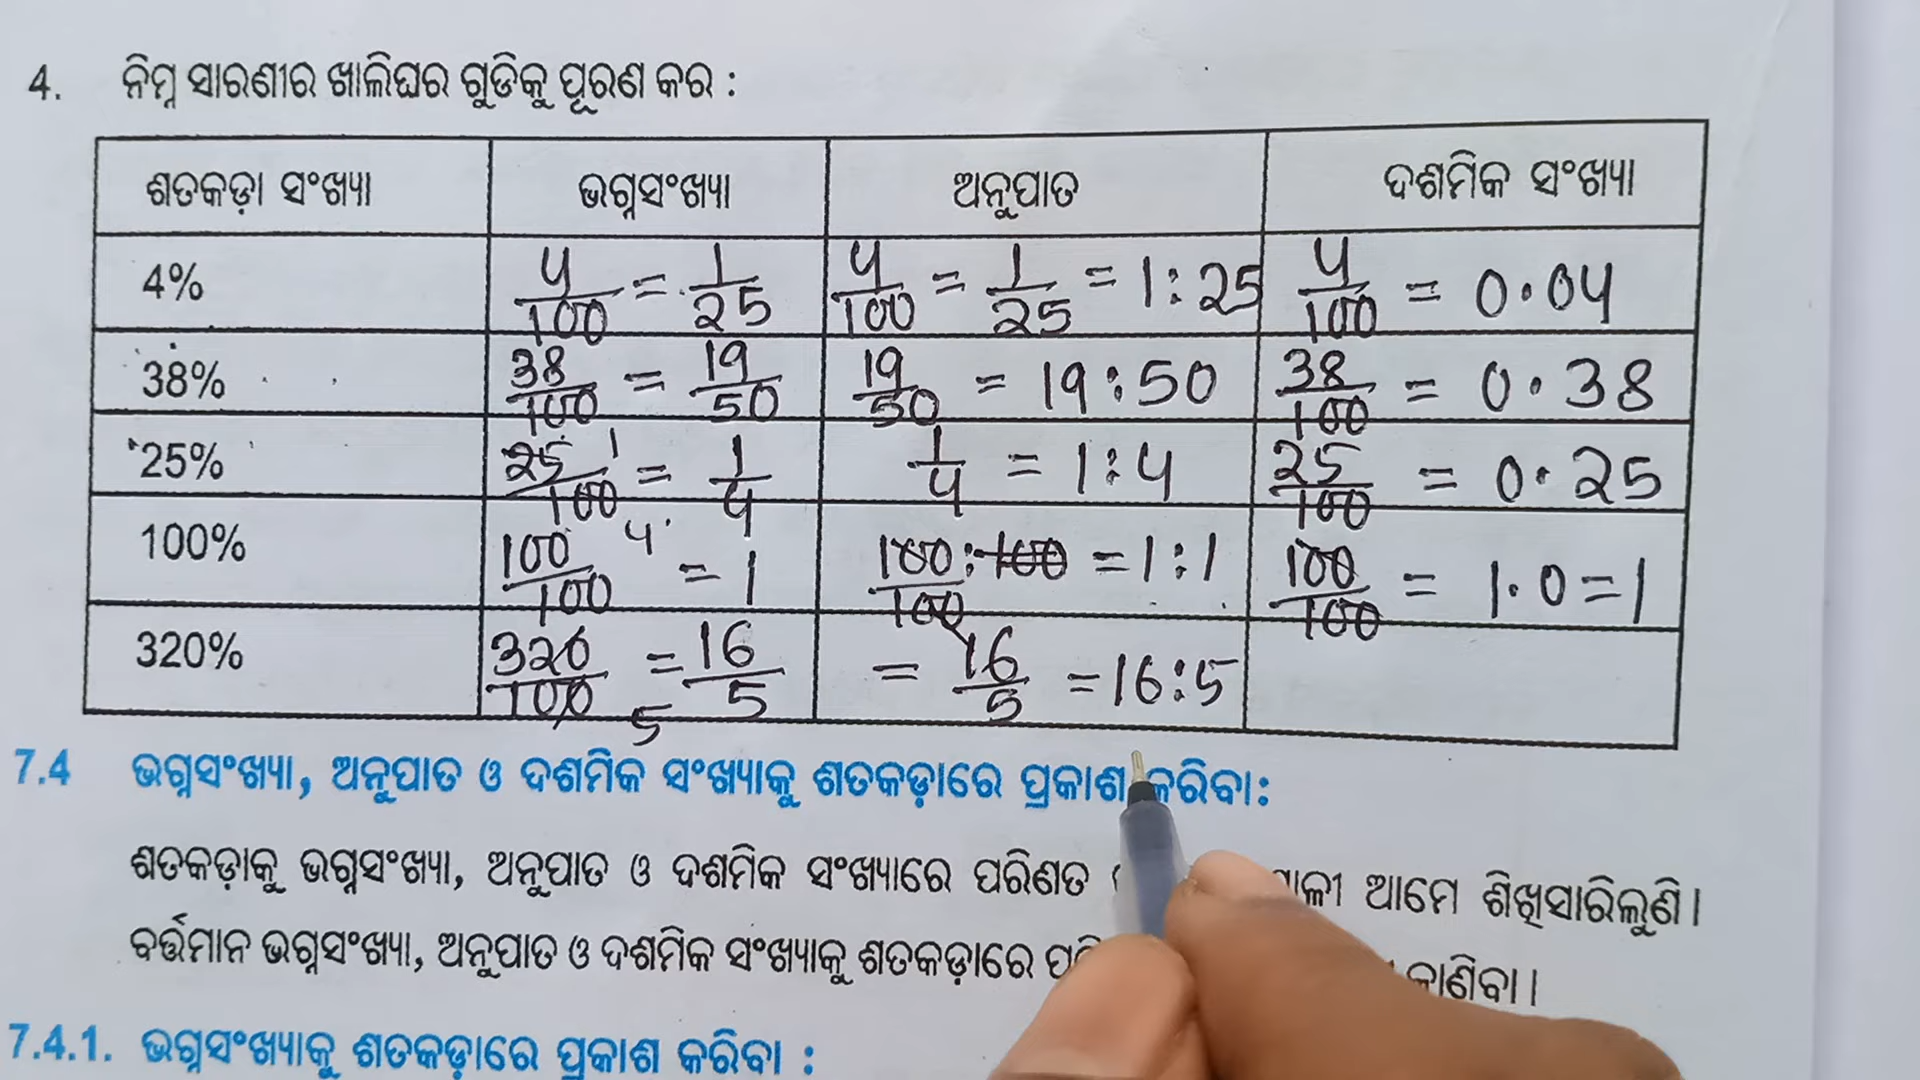 4. ନିମ୍ନ ସାରଣୀର ଖାଲିଘର ଗୁଡିକୁ ପୂରଣ କର :
ଶତକଡ଼ା ସଂଖ୍ୟା ଭଗ୍ନସଂଖ୍ୟା ଅନୁପାତ ଦଶମିକ ସଂଖ୍ୟା
4% 4/100 = 1/25 4/100 = 1/25 = 1:25 4/100 = 0.04
38% 38/100 = 19/50 19/50 = 19:50 38/100 = 0.38
25% 25/100 1 4 = 1/4 1/4 = 1:4 25/100 = 0.25
100% 100/100 = 1 100/100 : 100 = 1:1 100/100 = 1.0 = 1
320% 320/100 5 = 16/5 = 16/5 = 16:5
7.4 ଭଗ୍ନସଂଖ୍ୟା, ଅନୁପାତ ଓ ଦଶମିକ ସଂଖ୍ୟାକୁ ଶତକଡ଼ାରେ ପ୍ରକାଶ କରିବା:
ଶତକଡ଼ାକୁ ଭଗ୍ନସଂଖ୍ୟା, ଅନୁପାତ ଓ ଦଶମିକ ସଂଖ୍ୟାରେ ପରିଣତ ଆମେ ଶିଖିସାରିଲୁଣି।
ବର୍ତ୍ତମାନ ଭଗ୍ନସଂଖ୍ୟା, ଅନୁପାତ ଓ ଦଶମିକ ସଂଖ୍ୟାକୁ ଶତକଡ଼ାରେ ଜାଣିବା।
7.4.1. ଭଗ୍ନସଂଖ୍ୟାକୁ ଶତକଡ଼ାରେ ପ୍ରକାଶ କରିବା :